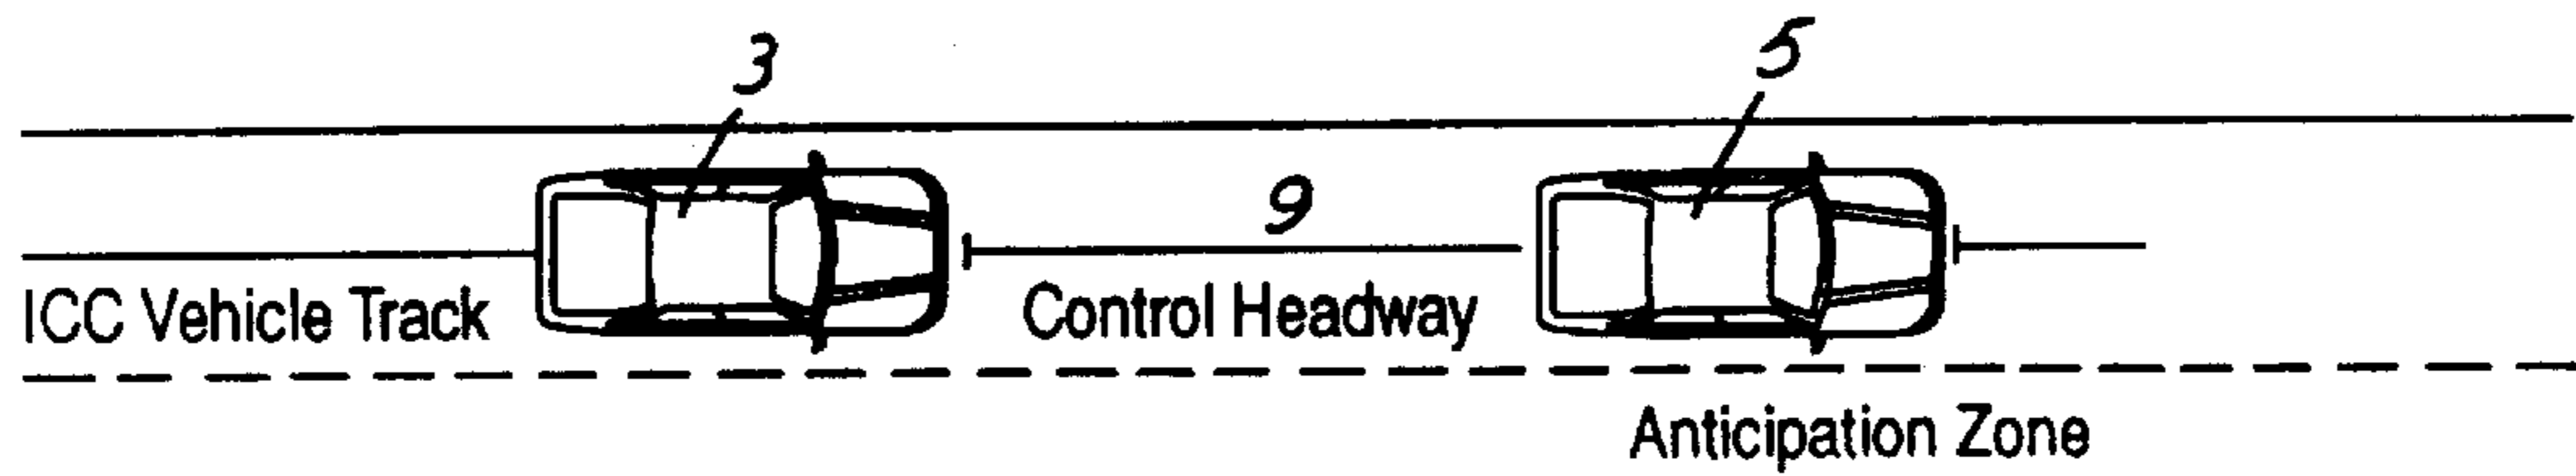 3
5
9
ICC Vehicle Track
Control Headway
Anticipation Zone